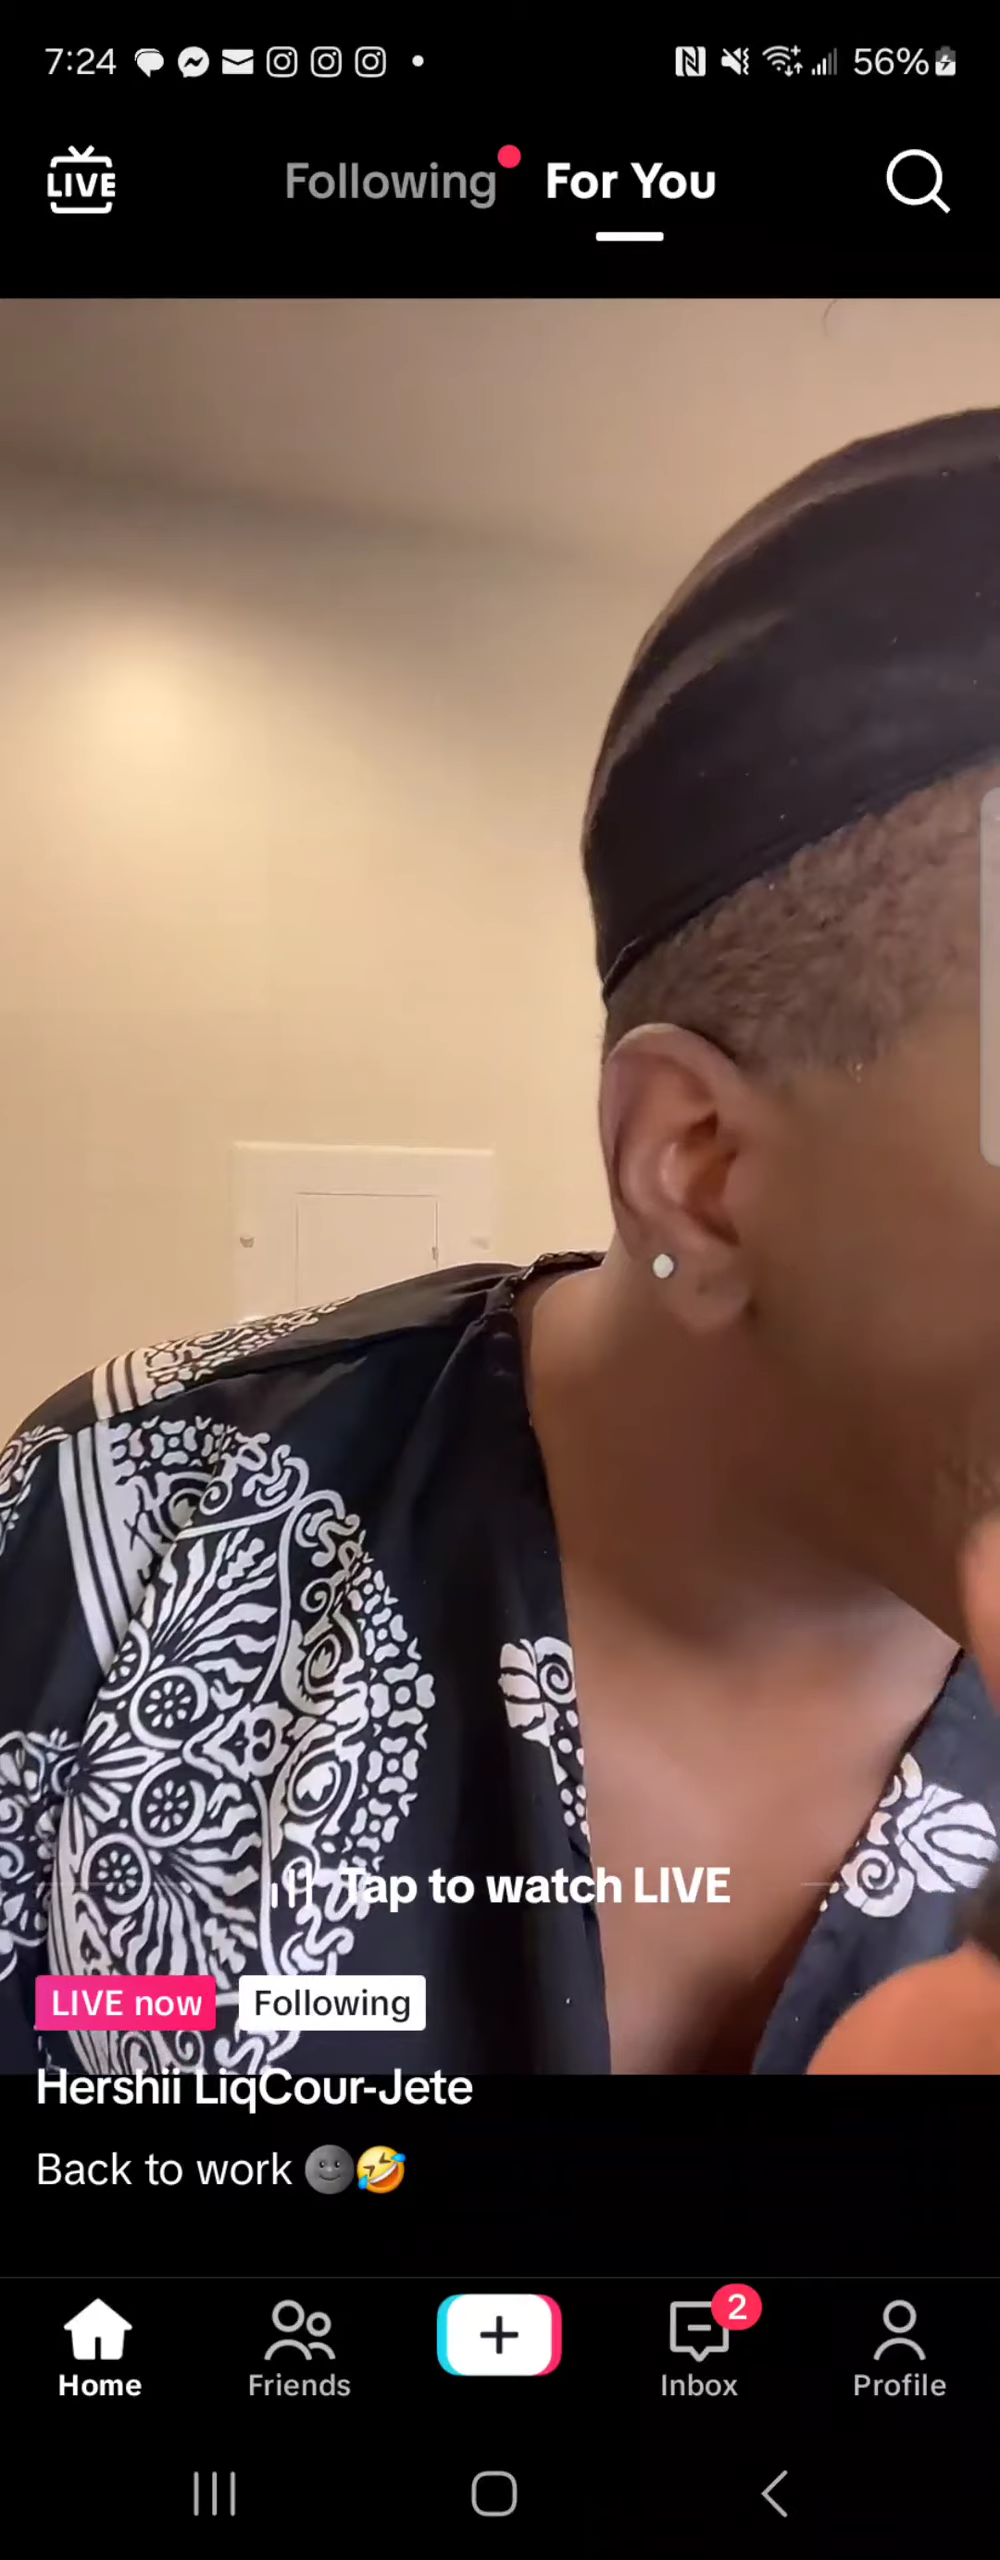 7:24
56%
LIVE
Following
For You
Tap to watch LIVE
LIVE now
Following
Hershii LiqCour-Jete
Back to work 🌚🤣
2
Home
Friends
Inbox
Profile